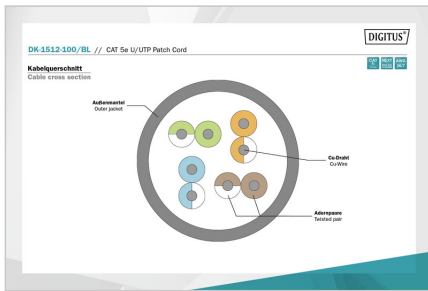 DIGITUS®
DK-1512-100/BL // CAT 5e U/UTP Patch Cord
Kabelquerschnitt
Cable cross section
Außenmantel
Outer jacket
Cu-Draht
Cu-Wire
Adernpaare
Twisted pair